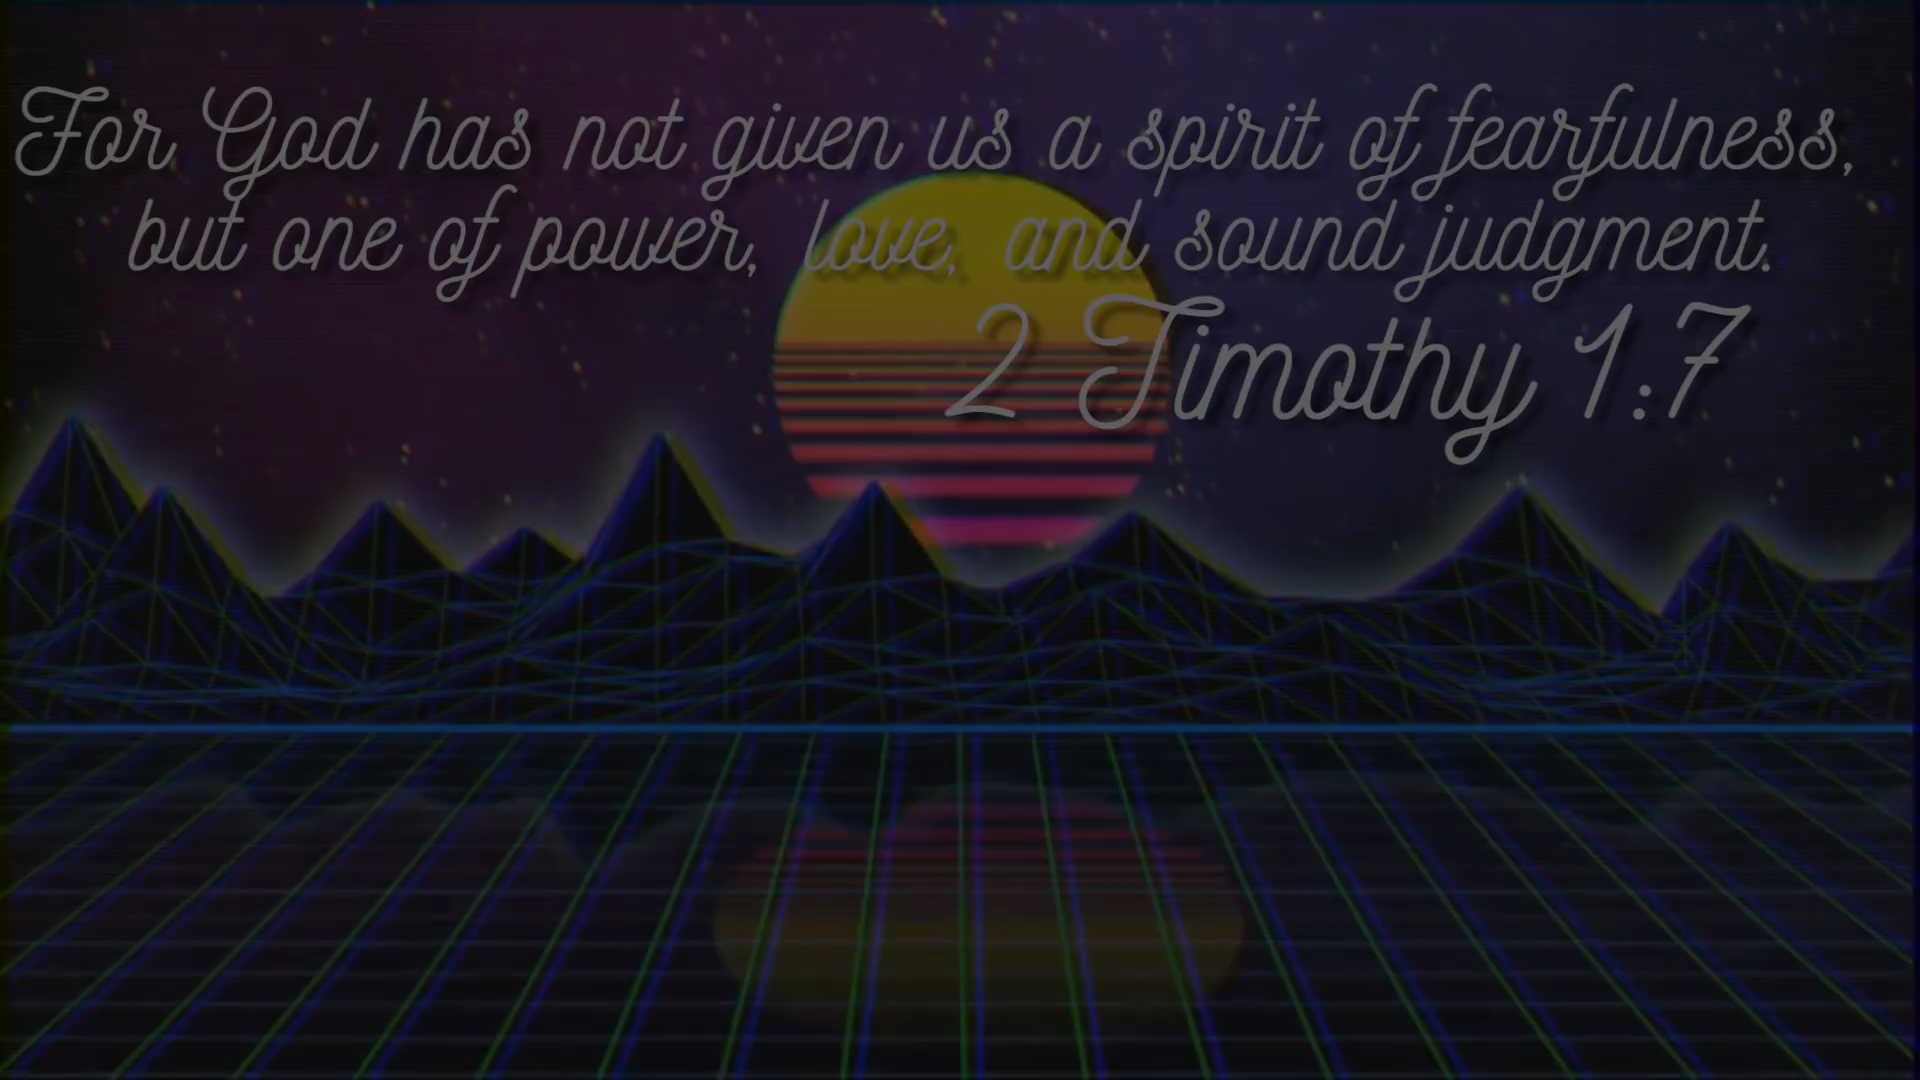 For God has not given us a spirit of fearfulness,
but one of power, love, and sound judgment.
2 Timothy 1:7